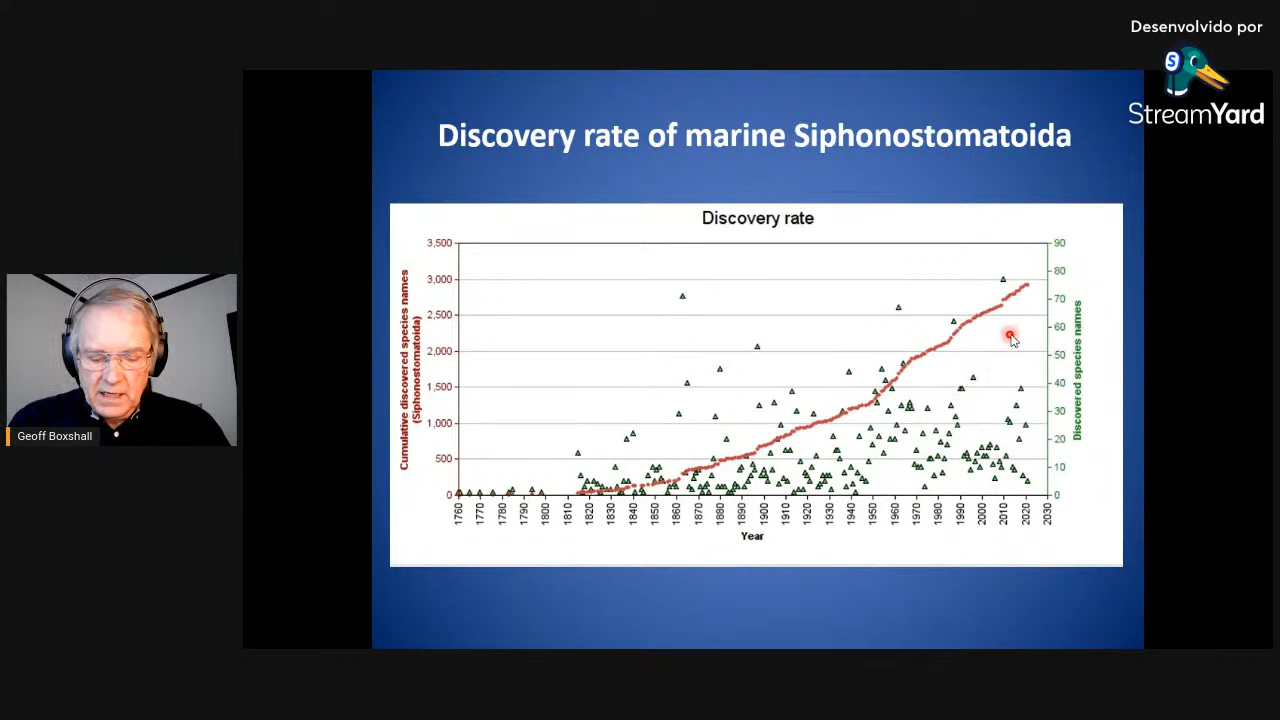 Desenvolvido por
StreamYard
Discovery rate of marine Siphonostomatoida
Discovery rate
3,500
3,000
2,500
2,000
1,500
1,000
500
0
Cumulative discovered species names
(Siphonostomatoida)
90
80
70
60
50
40
30
20
10
0
Discovered species names
1760 1770 1780 1790 1800 1810 1820 1830 1840 1850 1860 1870 1880 1890 1900 1910 1920 1930 1940 1950 1960 1970 1980 1990 2000 2010 2020 2030
Year
Geoff Boxshall